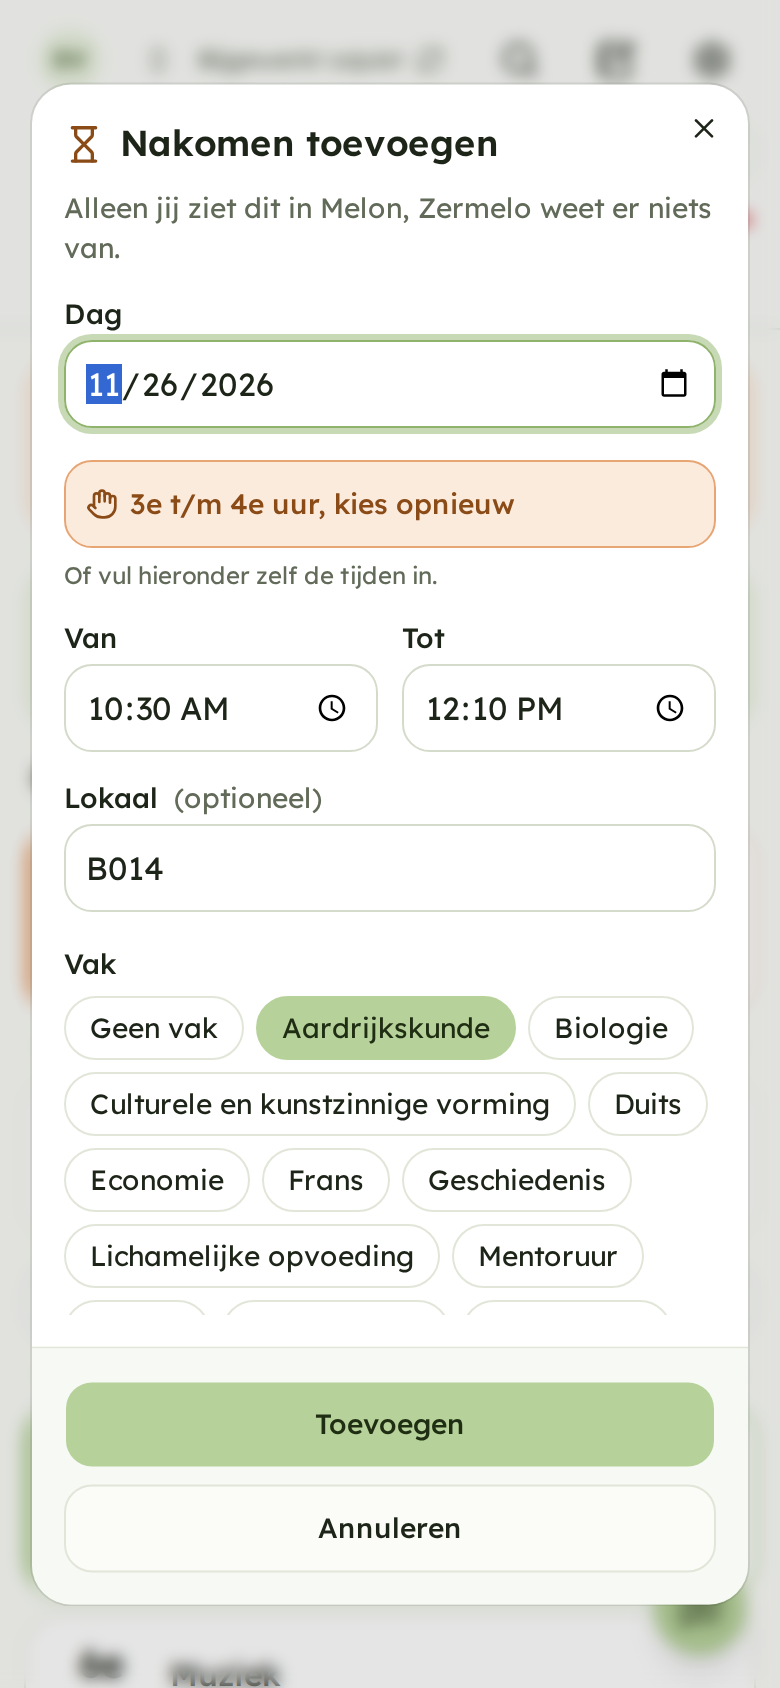 Nakomen toevoegen
Alleen jij ziet dit in Melon, Zermelo weet er niets
van.
Dag
11/26/2026
3e t/m 4e uur, kies opnieuw
Of vul hieronder zelf de tijden in.
Van Tot
10:30 AM 12:10 PM
Lokaal (optioneel)
B014
Vak
Geen vak Aardrijkskunde Biologie
Culturele en kunstzinnige vorming Duits
Economie Frans Geschiedenis
Lichamelijke opvoeding Mentoruur
Toevoegen
Annuleren
Muziek